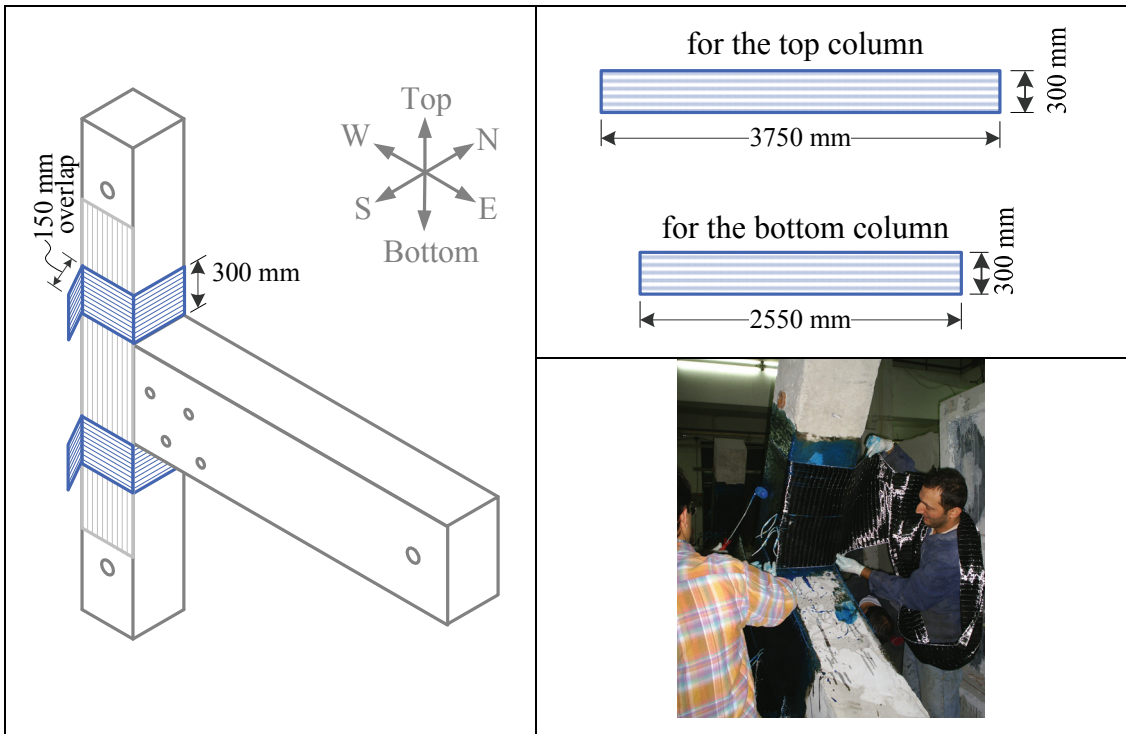 Top
W
N
S
E
Bottom
150 mm
overlap
300 mm
for the top column
300 mm
3750 mm
for the bottom column
300 mm
2550 mm